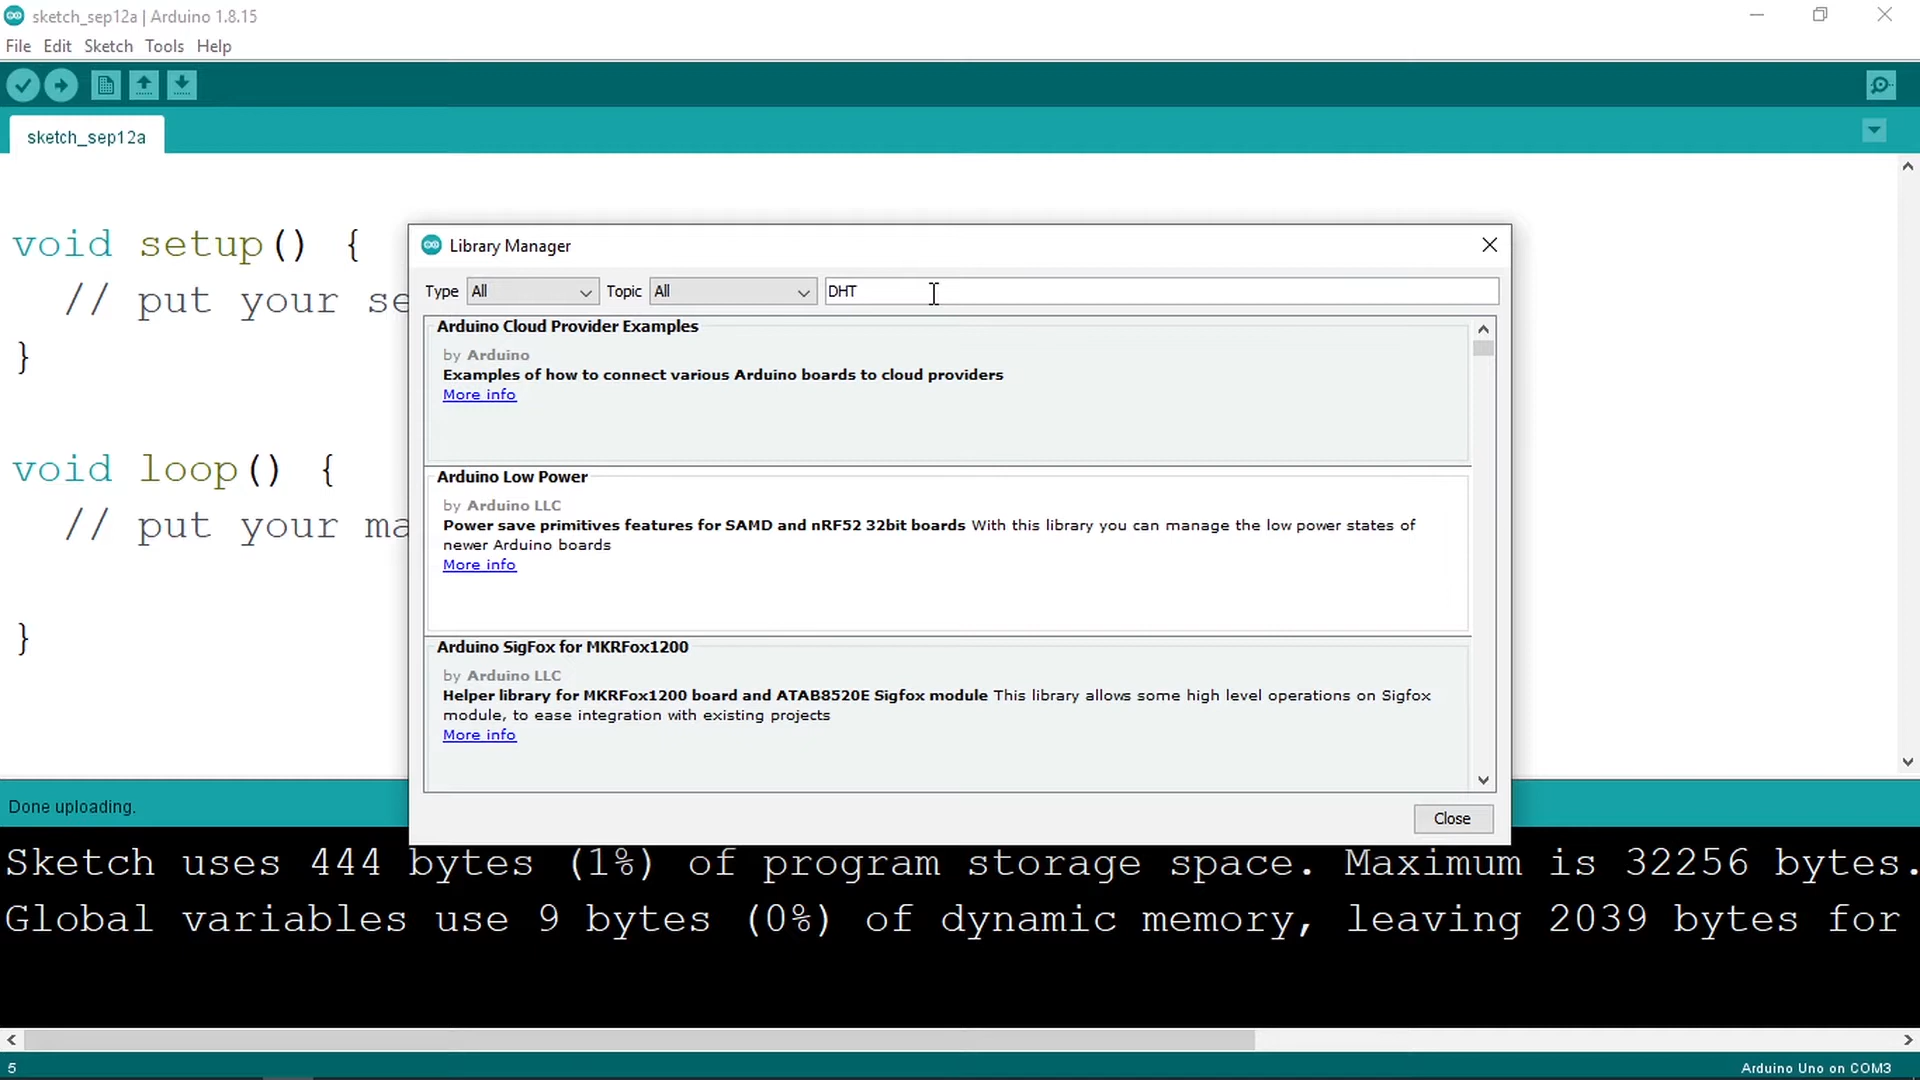 sketch_sep12a | Arduino 1.8.15
File Edit Sketch Tools Help
sketch_sep12a
void setup() {
// put your se
}
void loop() {
// put your ma
}
Library Manager
Type All Topic All DHT
Arduino Cloud Provider Examples
by Arduino
Examples of how to connect various Arduino boards to cloud providers
More info
Arduino Low Power
by Arduino LLC
Power save primitives features for SAMD and nRF52 32bit boards With this library you can manage the low power states of
newer Arduino boards
More info
Arduino SigFox for MKRFox1200
by Arduino LLC
Helper library for MKRFox1200 board and ATAB8520E Sigfox module This library allows some high level operations on Sigfox
module, to ease integration with existing projects
More info
Close
Done uploading.
Sketch uses 444 bytes (1%) of program storage space. Maximum is 32256 bytes.
Global variables use 9 bytes (0%) of dynamic memory, leaving 2039 bytes for
5 Arduino Uno on COM3